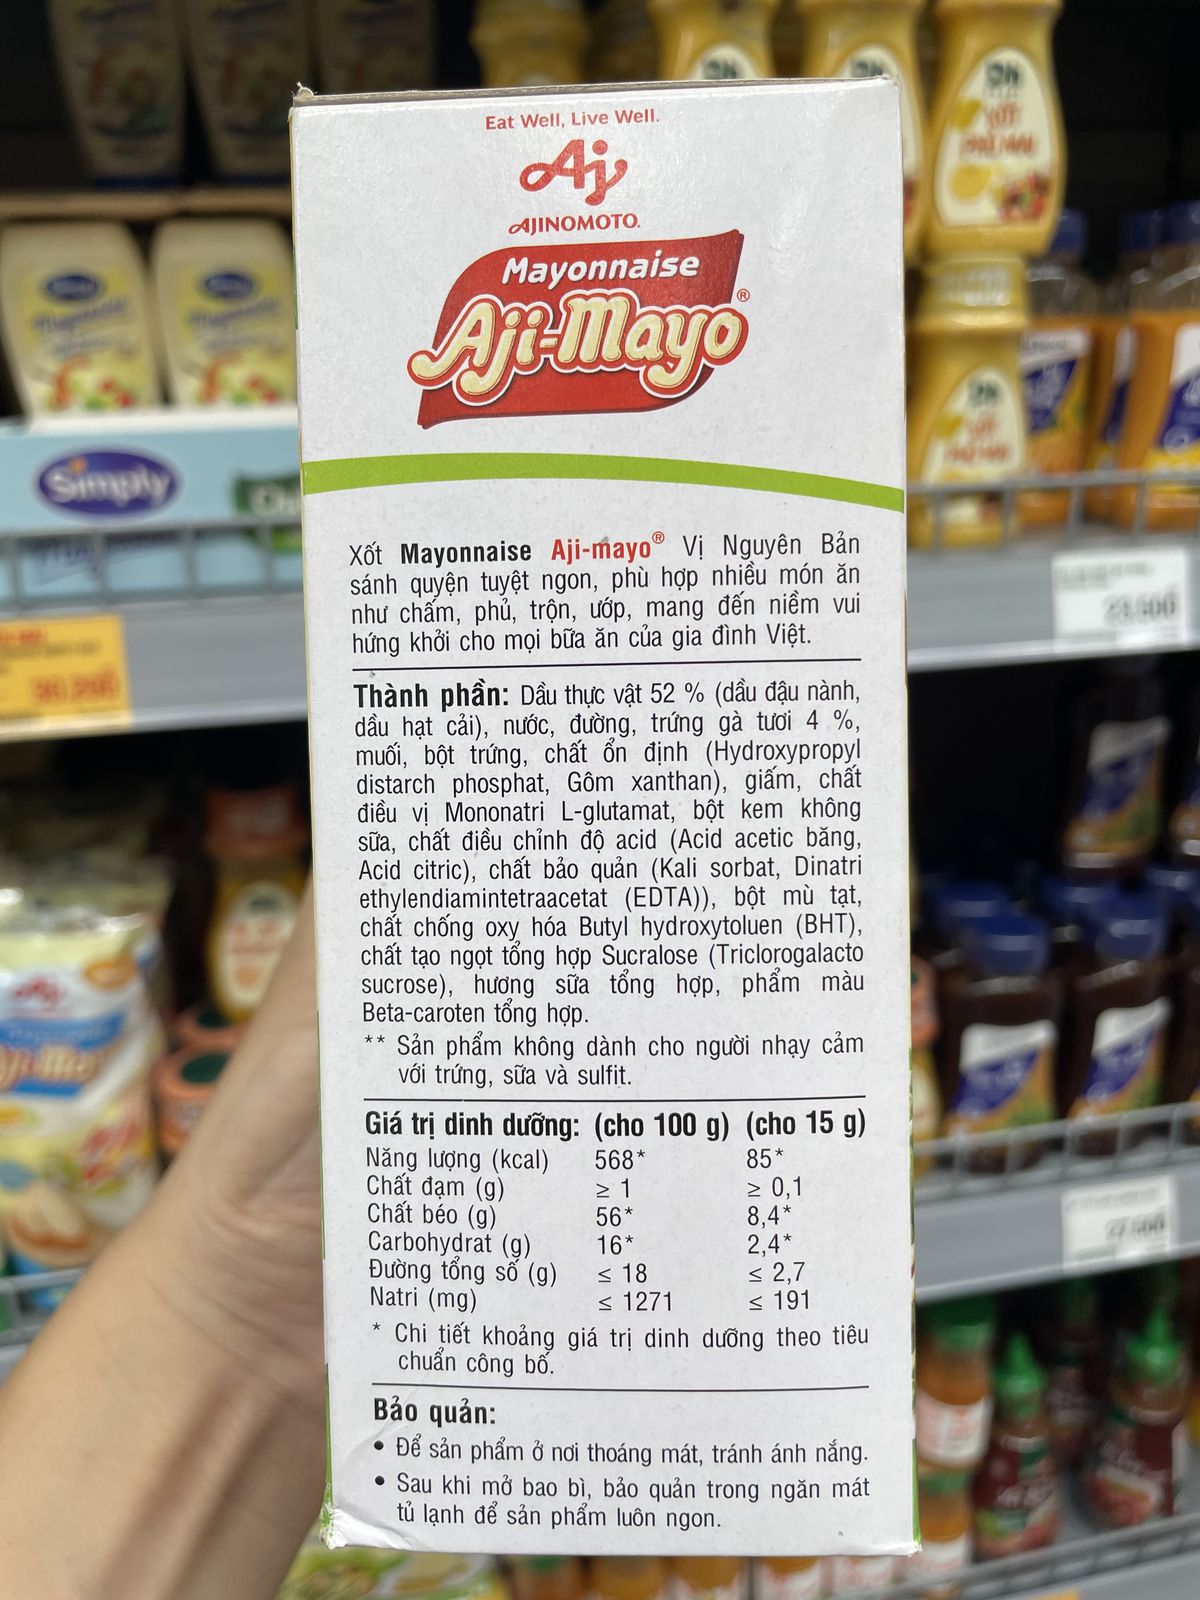 Eat Well, Live Well.
Aj
AJINOMOTO.
Mayonnaise
Aji-Mayo®
Xốt Mayonnaise Aji-mayo® Vị Nguyên Bản
sánh quyện tuyệt ngon, phù hợp nhiều món ăn
như chấm, phủ, trộn, ướp, mang đến niềm vui
hứng khởi cho mọi bữa ăn của gia đình Việt.
Thành phần: Dầu thực vật 52 % (dầu đậu nành,
dầu hạt cải), nước, đường, trứng gà tươi 4 %,
muối, bột trứng, chất ổn định (Hydroxypropyl
distarch phosphat, Gôm xanthan), giấm, chất
điều vị Mononatri L-glutamat, bột kem không
sữa, chất điều chỉnh độ acid (Acid acetic băng,
Acid citric), chất bảo quản (Kali sorbat, Dinatri
ethylendiamintetraacetat (EDTA)), bột mù tạt,
chất chống oxy hóa Butyl hydroxytoluen (BHT),
chất tạo ngọt tổng hợp Sucralose (Triclorogalacto
sucrose), hương sữa tổng hợp, phẩm màu
Beta-caroten tổng hợp.
** Sản phẩm không dành cho người nhạy cảm
với trứng, sữa và sulfit.
Giá trị dinh dưỡng: (cho 100 g) (cho 15 g)
Năng lượng (kcal) 568* 85*
Chất đạm (g) ≥ 1 ≥ 0,1
Chất béo (g) 56* 8,4*
Carbohydrat (g) 16* 2,4*
Đường tổng số (g) ≤ 18 ≤ 2,7
Natri (mg) ≤ 1271 ≤ 191
* Chi tiết khoảng giá trị dinh dưỡng theo tiêu
chuẩn công bố.
Bảo quản:
• Để sản phẩm ở nơi thoáng mát, tránh ánh nắng.
• Sau khi mở bao bì, bảo quản trong ngăn mát
tủ lạnh để sản phẩm luôn ngon.
Simply